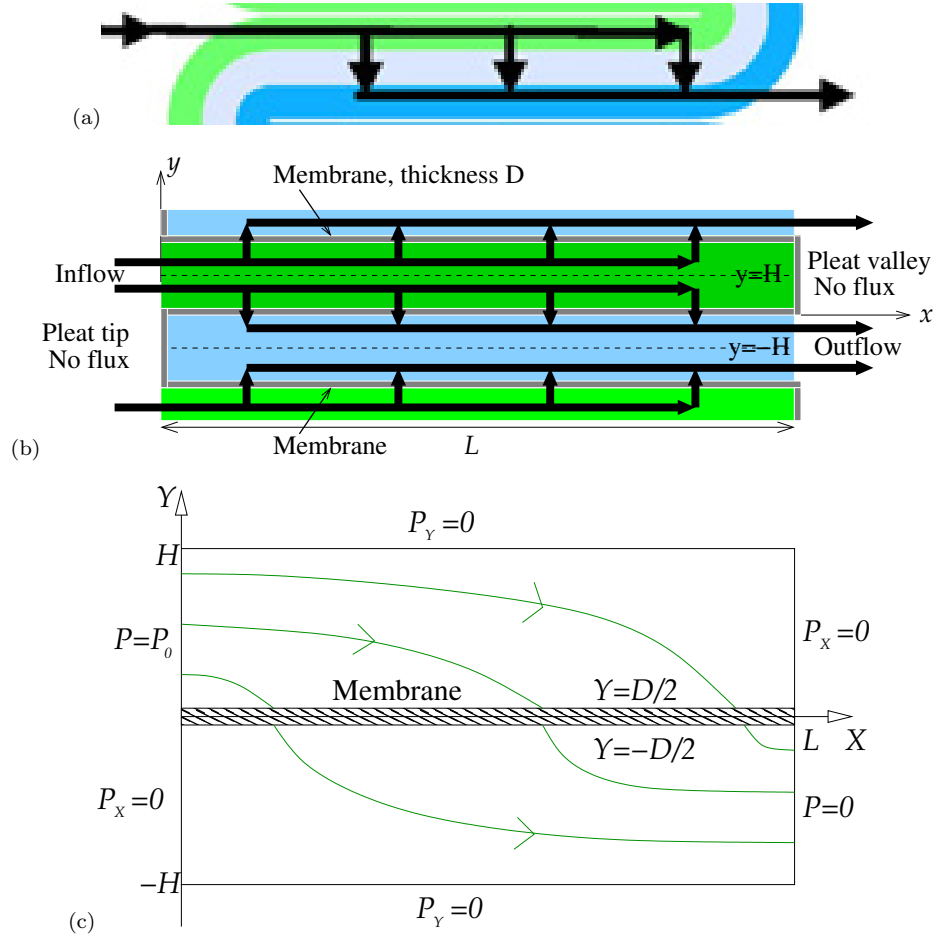 (a)
y
Membrane, thickness D
Inflow
y=H
Pleat valley
No flux
x
Pleat tip
No flux
y=−H
Outflow
(b)
Membrane
L
Y
P_Y =0
H
P=P_0
P_X =0
Membrane
Y=D/2
L X
Y=−D/2
P_X =0
P=0
−H
P_Y =0
(c)